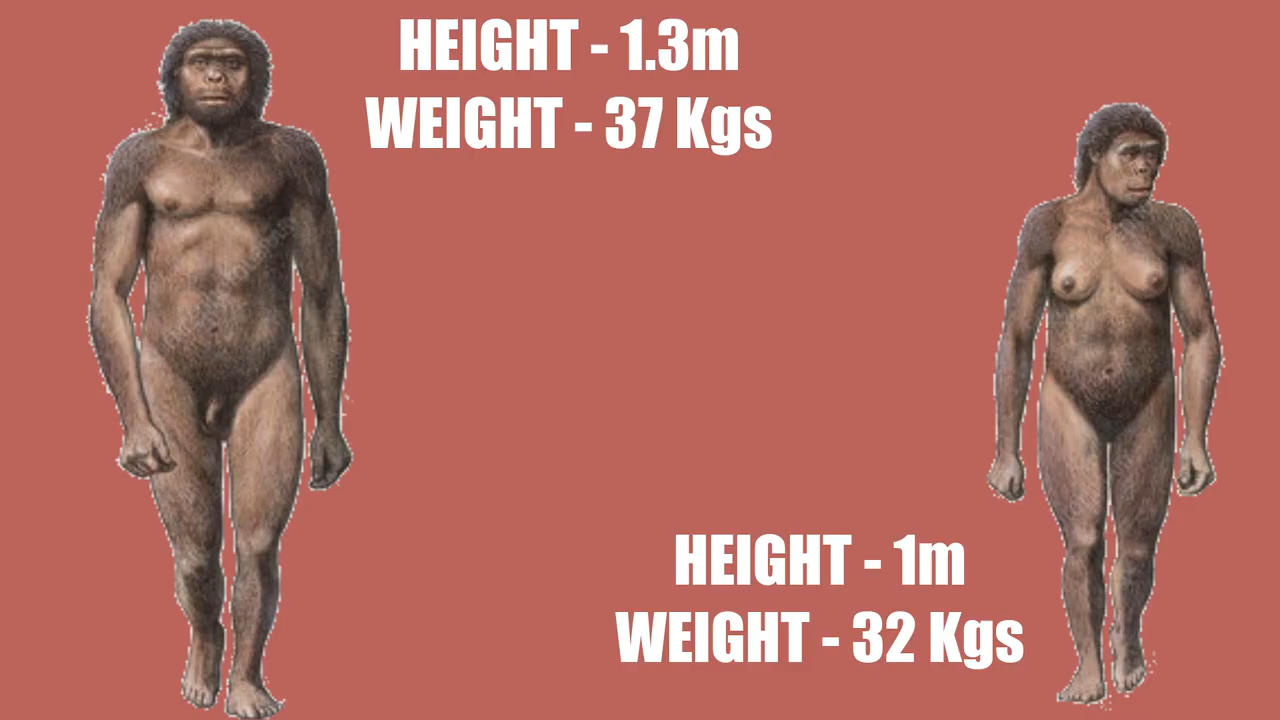 HEIGHT - 1.3m
WEIGHT - 37 Kgs
HEIGHT - 1m
WEIGHT - 32 Kgs